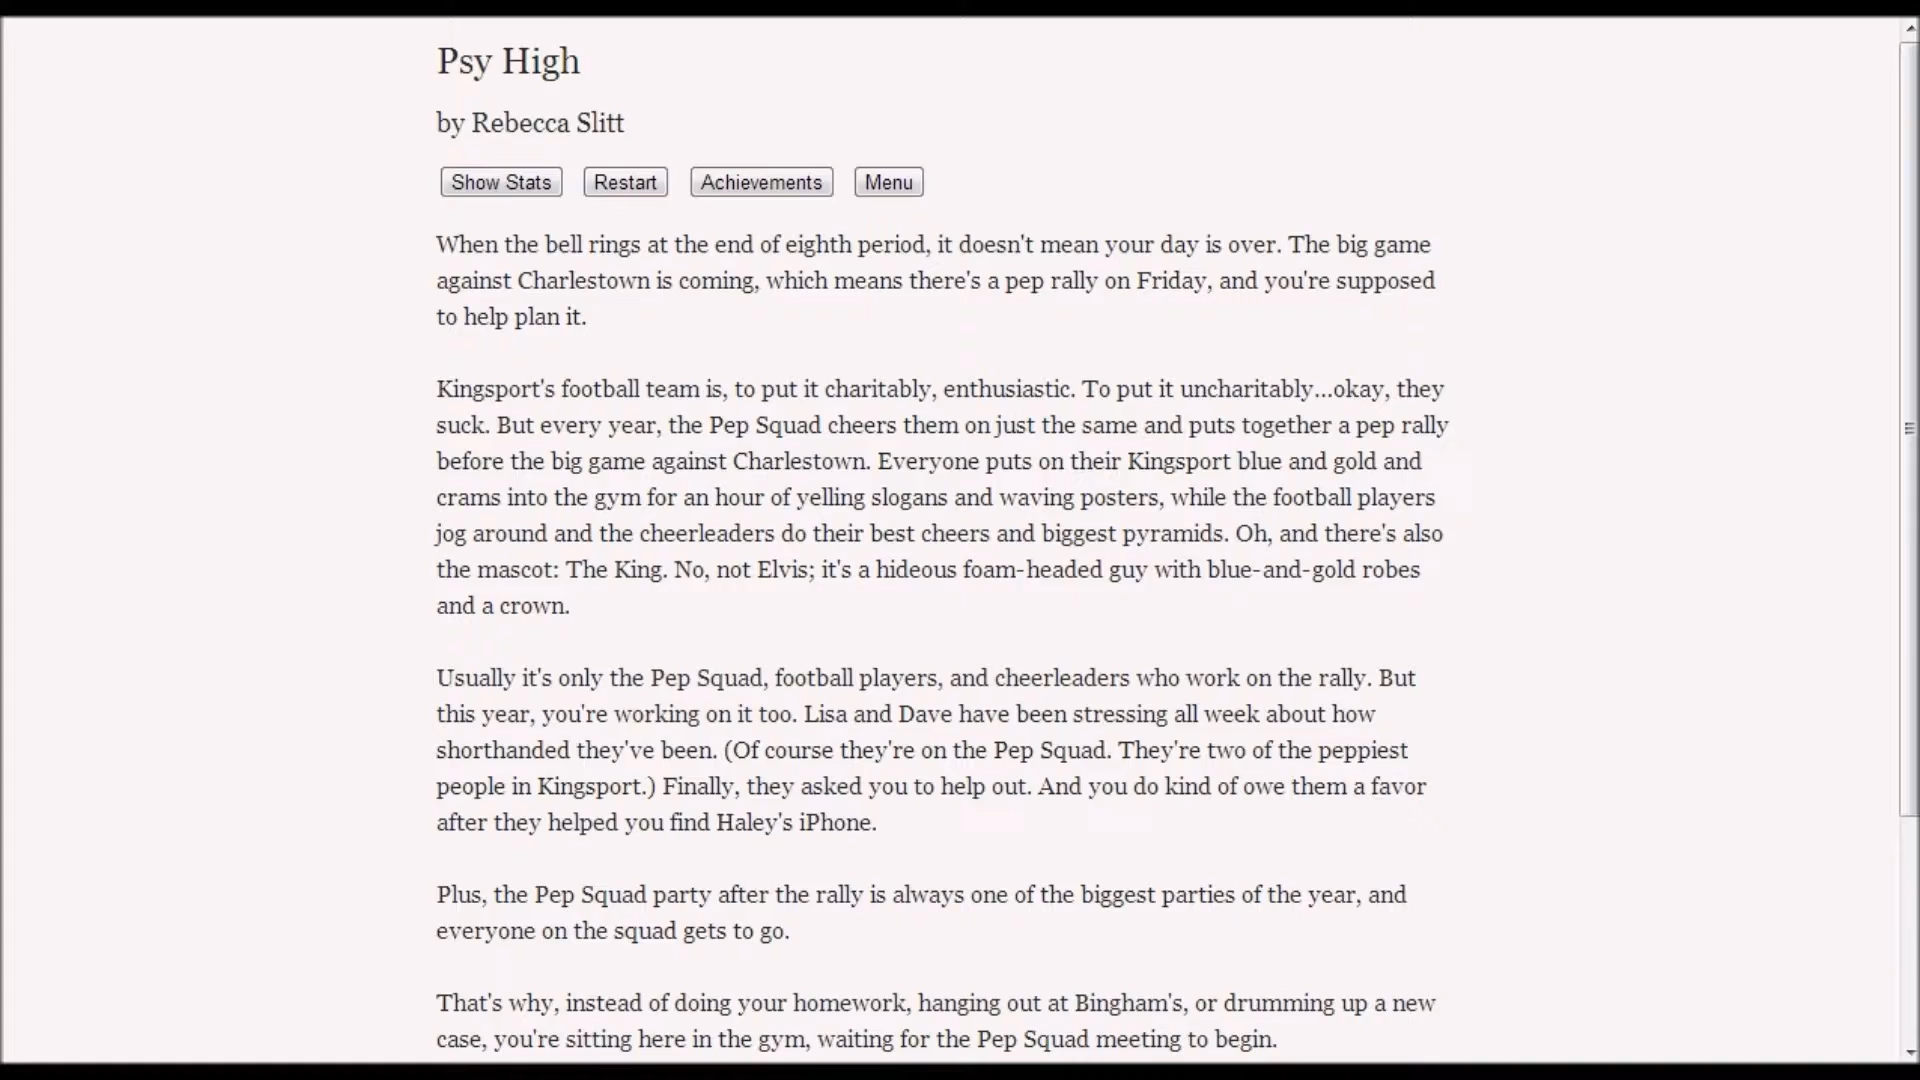 Psy High
by Rebecca Slitt
Show Stats Restart Achievements Menu
When the bell rings at the end of eighth period, it doesn't mean your day is over. The big game
against Charlestown is coming, which means there's a pep rally on Friday, and you're supposed
to help plan it.
Kingsport's football team is, to put it charitably, enthusiastic. To put it uncharitably...okay, they
suck. But every year, the Pep Squad cheers them on just the same and puts together a pep rally
before the big game against Charlestown. Everyone puts on their Kingsport blue and gold and
crams into the gym for an hour of yelling slogans and waving posters, while the football players
jog around and the cheerleaders do their best cheers and biggest pyramids. Oh, and there's also
the mascot: The King. No, not Elvis; it's a hideous foam-headed guy with blue-and-gold robes
and a crown.
Usually it's only the Pep Squad, football players, and cheerleaders who work on the rally. But
this year, you're working on it too. Lisa and Dave have been stressing all week about how
shorthanded they've been. (Of course they're on the Pep Squad. They're two of the peppiest
people in Kingsport.) Finally, they asked you to help out. And you do kind of owe them a favor
after they helped you find Haley's iPhone.
Plus, the Pep Squad party after the rally is always one of the biggest parties of the year, and
everyone on the squad gets to go.
That's why, instead of doing your homework, hanging out at Bingham's, or drumming up a new
case, you're sitting here in the gym, waiting for the Pep Squad meeting to begin.